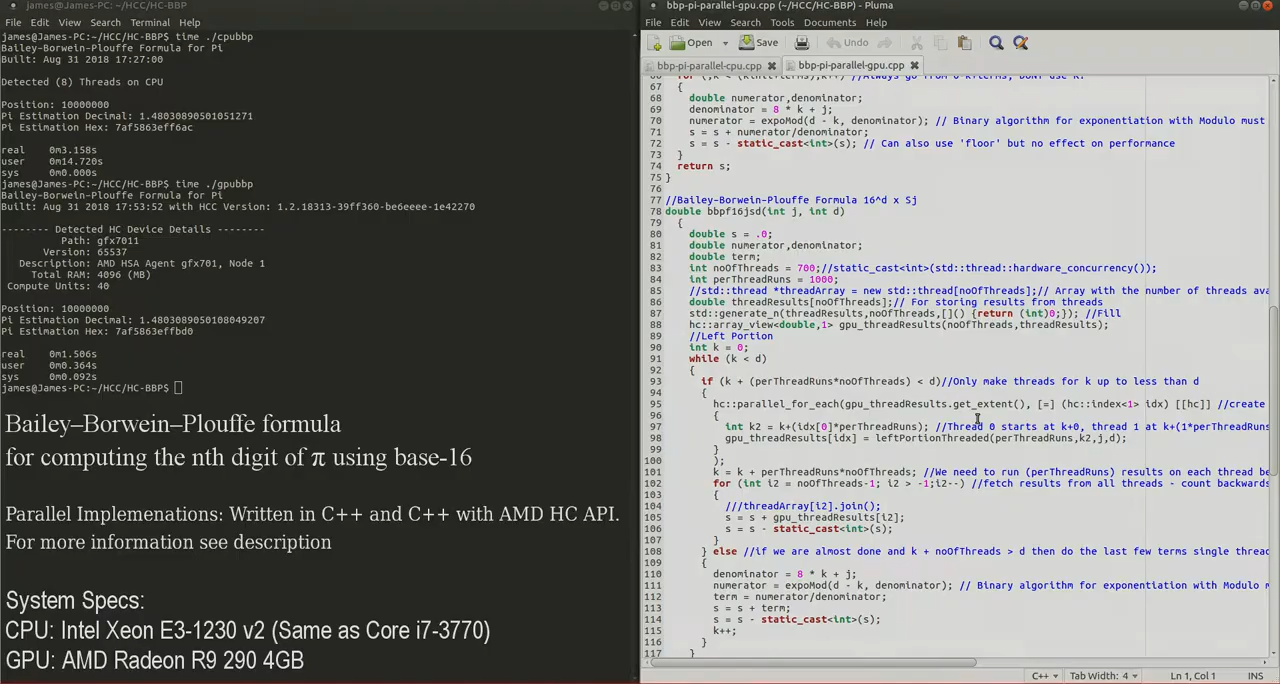 James@James-PC: ~/HCC/HC-BBP
File Edit View Search Terminal Help
james@James-PC:~/HCC/HC-BBP$ time ./cpubbp
Bailey-Borwein-Plouffe Formula for Pi
Built: Aug 31 2018 17:27:00
Detected (8) Threads on CPU
Position: 10000000
Pi Estimation Decimal: 1.48030890501051271
Pi Estimation Hex: 7af5863eff6ac
real 0m3.158s
user 0m14.720s
sys 0m0.000s
james@James-PC:~/HCC/HC-BBP$ time ./gpubbp
Bailey-Borwein-Plouffe Formula for Pi
Built: Aug 31 2018 17:53:52 with HCC Version: 1.2.18313-39ff360-be6eeee-1e42270
-------- Detected HC Device Details --------
Path: gfx7011
Version: 65537
Description: AMD HSA Agent gfx701, Node 1
Total RAM: 4096 (MB)
Compute Units: 40
Position: 10000000
Pi Estimation Decimal: 1.4803089050108049207
Pi Estimation Hex: 7af5863effbd0
real 0m1.506s
user 0m0.364s
sys 0m0.092s
james@James-PC:~/HCC/HC-BBP$
Bailey–Borwein–Plouffe formula
for computing the nth digit of π using base-16
Parallel Implemenations: Written in C++ and C++ with AMD HC API.
For more information see description
System Specs:
CPU: Intel Xeon E3-1230 v2 (Same as Core i7-3770)
GPU: AMD Radeon R9 290 4GB
bbp-pi-parallel-gpu.cpp (~/HCC/HC-BBP) - Pluma
File Edit View Search Tools Documents Help
Open Save Undo
bbp-pi-parallel-cpu.cpp bbp-pi-parallel-gpu.cpp
67 {
68 double numerator,denominator;
69 denominator = 8 * k + j;
70 numerator = expoMod(d - k, denominator); // Binary algorithm for exponentiation with Modulo must
71 s = s + numerator/denominator;
72 s = s - static_cast<int>(s); // Can also use 'floor' but no effect on performance
73 }
74 return s;
75 }
76
77 //Bailey-Borwein-Plouffe Formula 16^d x Sj
78 double bbpf16jsd(int j, int d)
79 {
80 double s = .0;
81 double numerator,denominator;
82 double term;
83 int noOfThreads = 700;//static_cast<int>(std::thread::hardware_concurrency());
84 int perThreadRuns = 1000;
85 //std::thread *threadArray = new std::thread[noOfThreads];// Array with the number of threads ava
86 double threadResults[noOfThreads];// For storing results from threads
87 std::generate_n(threadResults,noOfThreads,[]() {return (int)0;}); //Fill
88 hc::array_view<double,1> gpu_threadResults(noOfThreads,threadResults);
89 //Left Portion
90 int k = 0;
91 while (k < d)
92 {
93 if (k + (perThreadRuns*noOfThreads) < d)//Only make threads for k up to less than d
94 {
95 hc::parallel_for_each(gpu_threadResults.get_extent(), [=] (hc::index<1> idx) [[hc]] //create
96 {
97 int k2 = k+(idx[0]*perThreadRuns); //Thread 0 starts at k+0, thread 1 at k+(1*perThreadRuns
98 gpu_threadResults[idx] = leftPortionThreaded(perThreadRuns,k2,j,d);
99 }
100 );
101 k = k + perThreadRuns*noOfThreads; //We need to run (perThreadRuns) results on each thread be
102 for (int i2 = noOfThreads-1; i2 > -1;i2--) //fetch results from all threads - count backwards
103 {
104 ///threadArray[i2].join();
105 s = s + gpu_threadResults[i2];
106 s = s - static_cast<int>(s);
107 }
108 } else //if we are almost done and k + noOfThreads > d then do the last few terms single thread
109 {
110 denominator = 8 * k + j;
111 numerator = expoMod(d - k, denominator); // Binary algorithm for exponentiation with Modulo m
112 term = numerator/denominator;
113 s = s + term;
114 s = s - static_cast<int>(s);
115 k++;
116 }
117 }
C++ Tab Width: 4 Ln 1, Col 1 INS